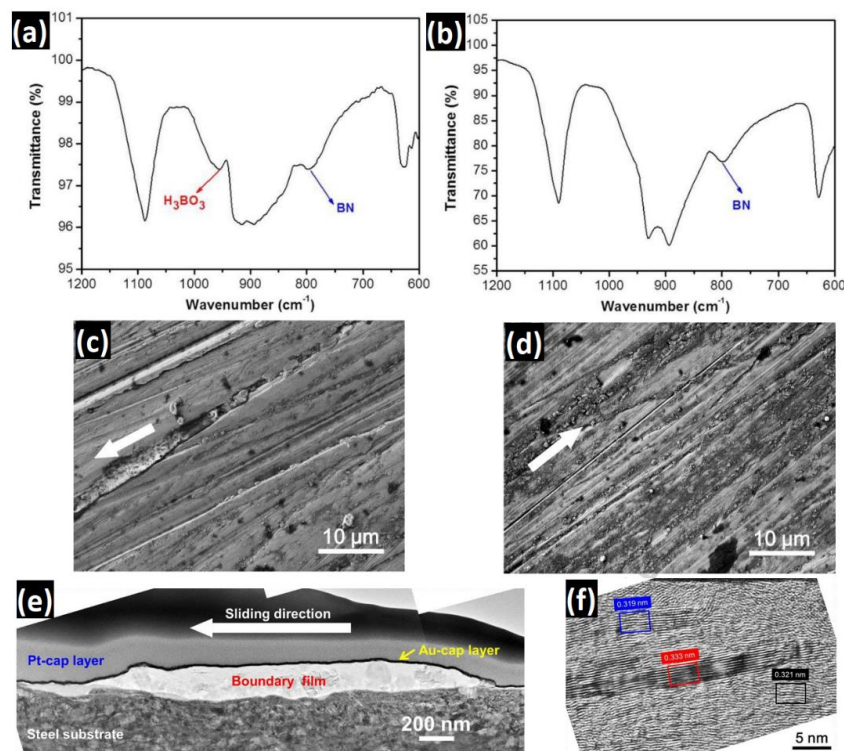 (a)
101
100
99
98
97
96
95
Transmittance (%)
H₃BO₃
BN
1200 1100 1000 900 800 700 600
Wavenumber (cm⁻¹)
(b)
105
100
95
90
85
80
75
70
65
60
55
Transmittance (%)
BN
1200 1100 1000 900 800 700 600
Wavenumber (cm⁻¹)
(c)
10 µm
(d)
10 µm
(e)
Sliding direction
Pt-cap layer
Au-cap layer
Boundary film
Steel substrate
200 nm
(f)
0.319 nm
0.333 nm
0.321 nm
5 nm